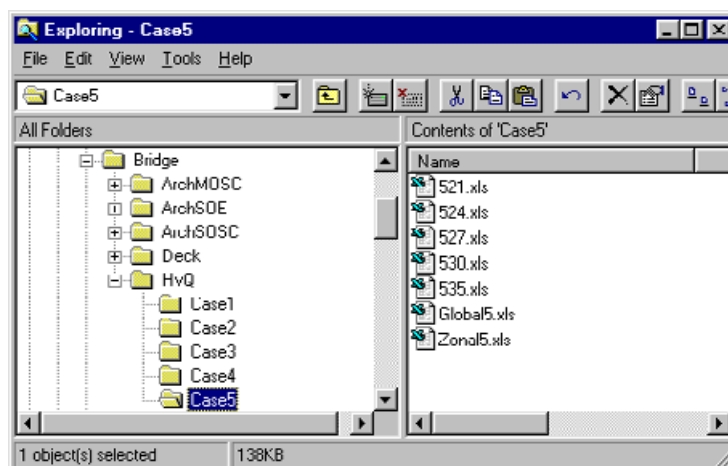 Exploring - Case5
File Edit View Tools Help
Case5
All Folders
Contents of 'Case5'
Bridge
ArchMOSC
ArchSOE
ArchSOSC
Deck
HvQ
Case1
Case2
Case3
Case4
Case5
Name
521.xls
524.xls
527.xls
530.xls
535.xls
Global5.xls
Zonal5.xls
1 object(s) selected
138KB